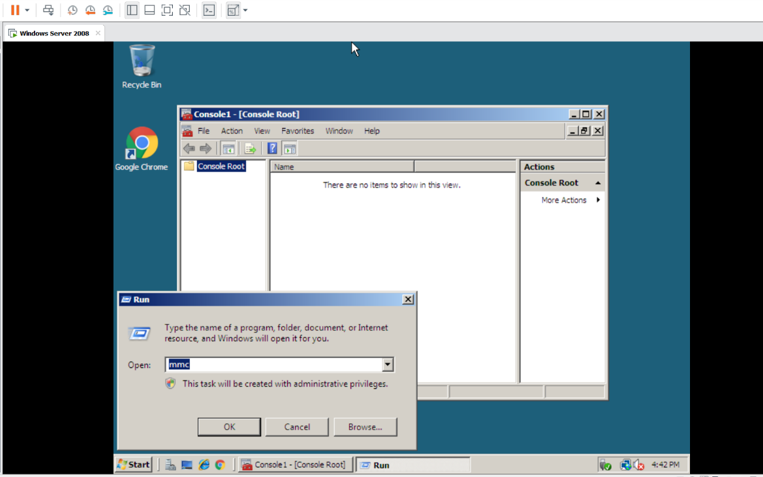 Windows Server 2008
Recycle Bin
Google Chrome
Console1 - [Console Root]
File Action View Favorites Window Help
Console Root
Name
There are no items to show in this view.
Actions
Console Root
More Actions
Run
Type the name of a program, folder, document, or Internet
resource, and Windows will open it for you.
Open: mmc
This task will be created with administrative privileges.
OK Cancel Browse...
Start Console1 - [Console Root] Run 4:42 PM